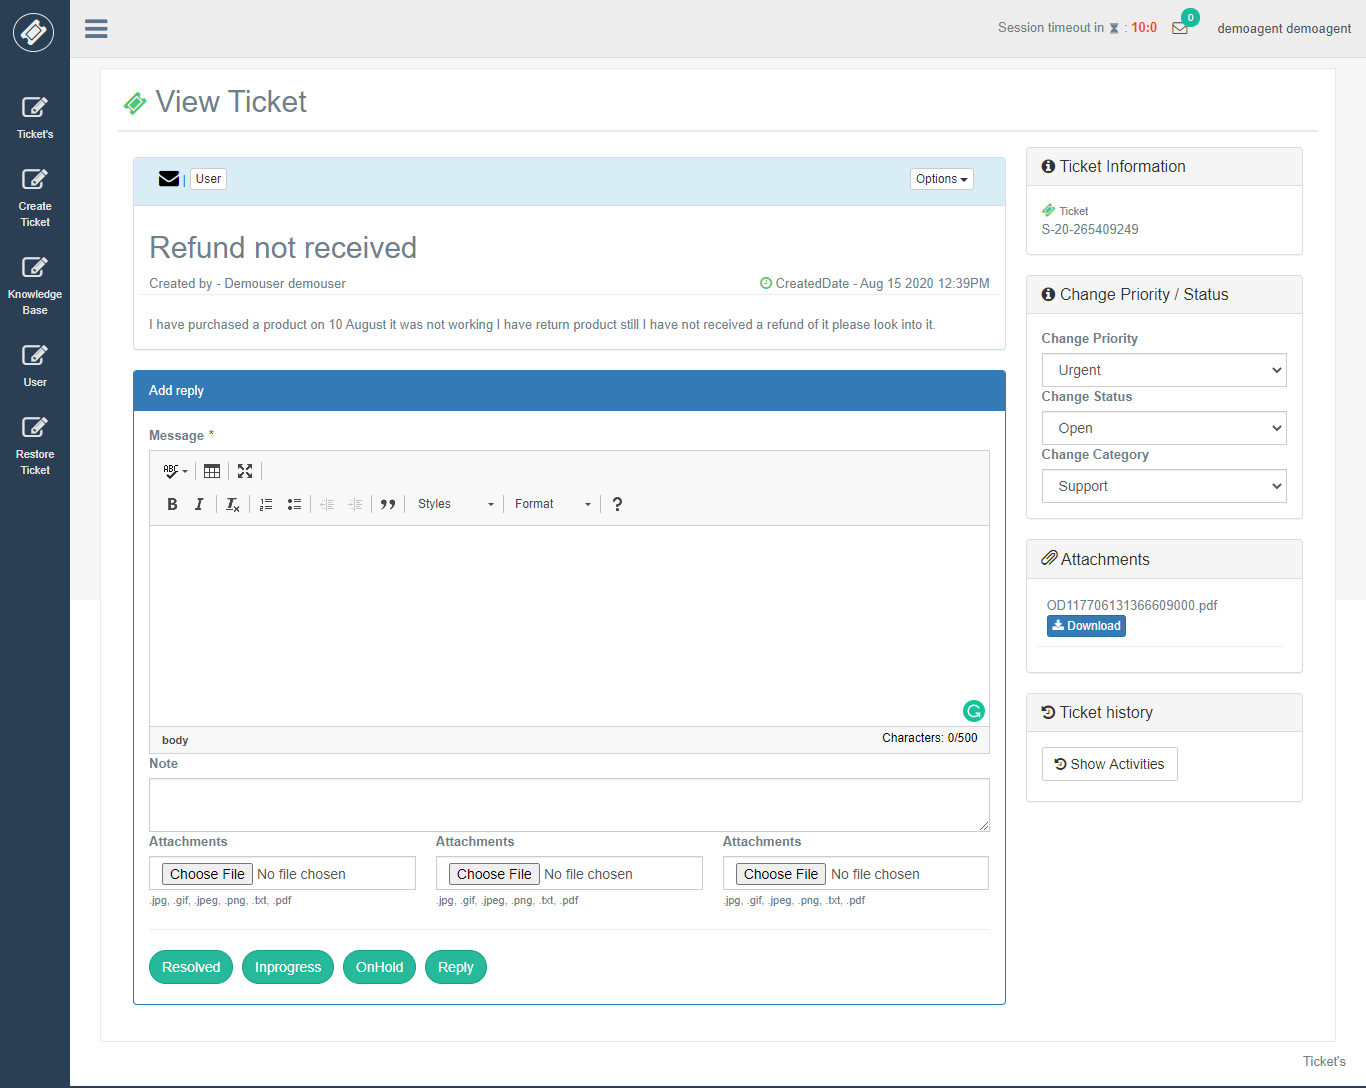 Session timeout in : 10:0
0
demoagent demoagent
Ticket's
Create
Ticket
Knowledge
Base
User
Restore
Ticket
View Ticket
| User
Options
Refund not received
Created by - Demouser demouser
CreatedDate - Aug 15 2020 12:39PM
I have purchased a product on 10 August it was not working I have return product still I have not received a refund of it please look into it.
Add reply
Message *
ABC
B I Tx Styles Format ?
body
Characters: 0/500
Note
Attachments Attachments Attachments
Choose File No file chosen Choose File No file chosen Choose File No file chosen
.jpg, .gif, .jpeg, .png, .txt, .pdf .jpg, .gif, .jpeg, .png, .txt, .pdf .jpg, .gif, .jpeg, .png, .txt, .pdf
Resolved Inprogress OnHold Reply
Ticket Information
Ticket
S-20-265409249
Change Priority / Status
Change Priority
Urgent
Change Status
Open
Change Category
Support
Attachments
OD117706131366609000.pdf
Download
Ticket history
Show Activities
Ticket's